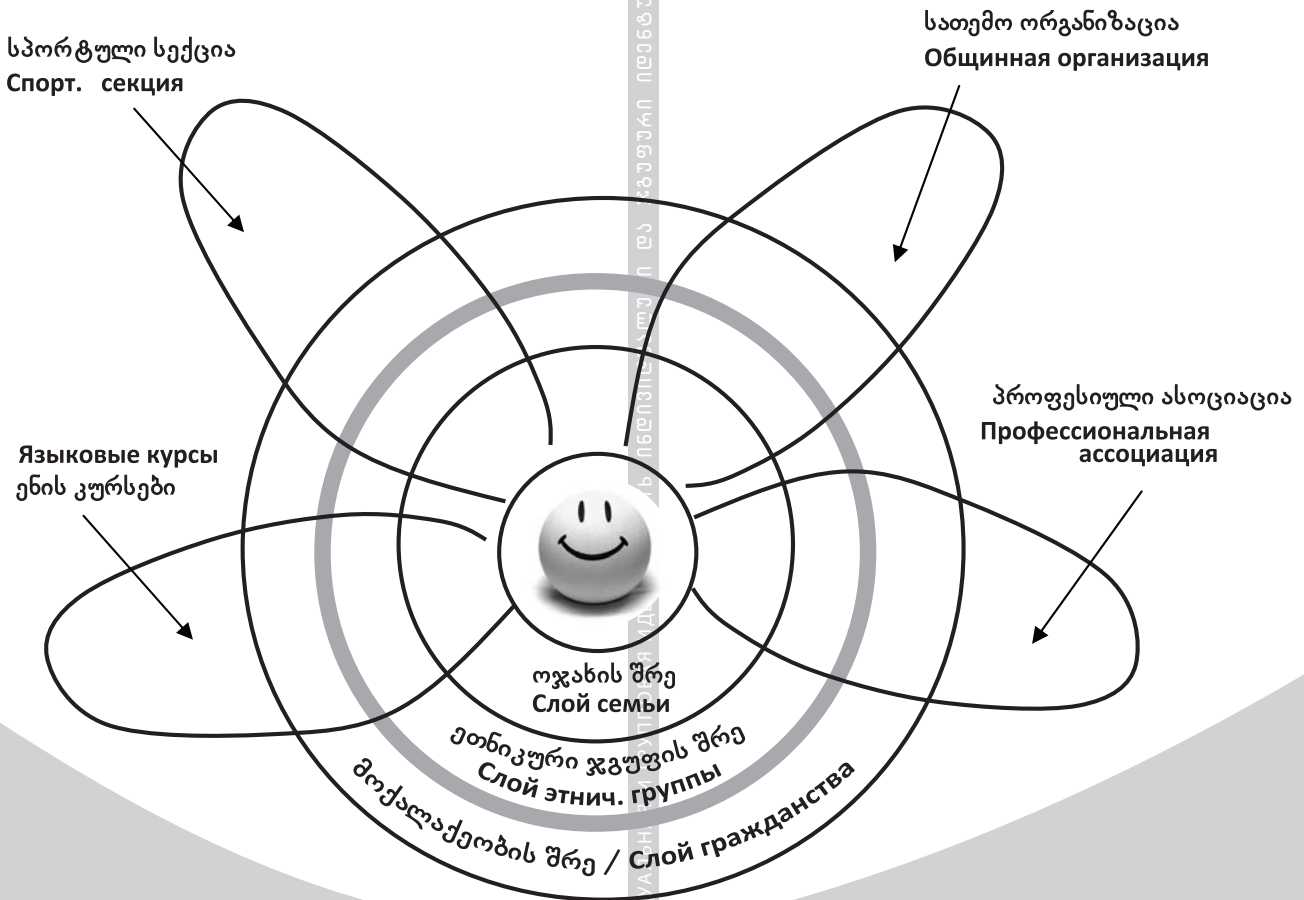 სპორტული სექცია
Спорт. секция
სათემო ორგანიზაცია
Общинная организация
პროფესიული ასოციაცია
Профессиональная
ассоциация
Языковые курсы
ენის კურსები
ოჯახის შრე
Слой семьи
ეთნიკური ჯგუფის შრე
Слой этнич. группы
მოქალაქეობის შრე / Слой гражданства